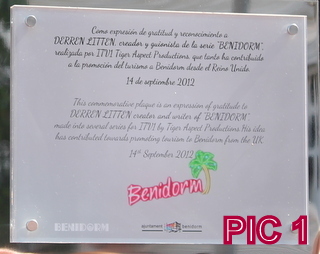 Como expresión de gratitud y reconocimiento a
DERREN LITTEN, creador y guionista de la serie "BENIDORM",
realizada por ITV1 Tiger Aspect Productions, que tanto ha contribuido
a la promoción del turismo a Benidorm desde el Reino Unido.
14 de septiembre 2012
This commemorative plaque is an expression of gratitude to
DERREN LITTEN creator and writer of "BENIDORM"
made into several series for ITV1 by Tiger Aspect Productions. His idea
has contributed towards promoting tourism to Benidorm from the UK.
14th September 2012
Benidorm
BENIDORM
ajuntament benidorm
PIC 1